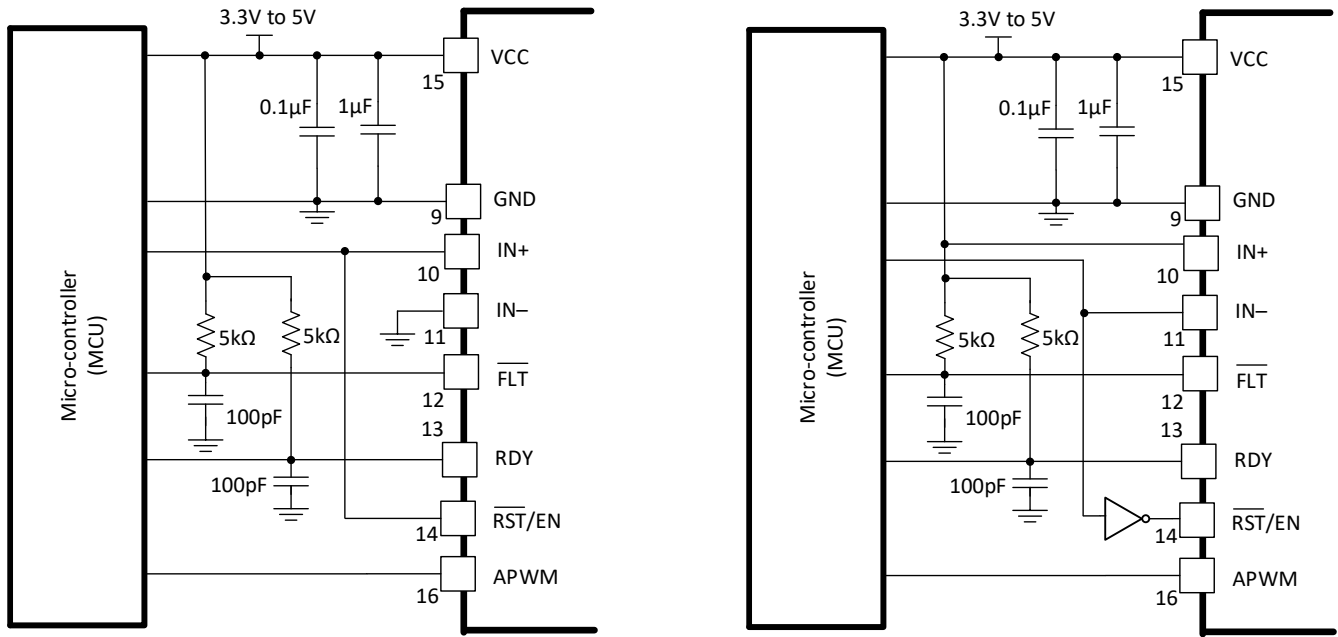 3.3V to 5V
VCC
15
0.1µF
1µF
GND
9
IN+
10
IN–
11
5kΩ
5kΩ
FLT
12
100pF
13
RDY
100pF
RST/EN
14
APWM
16
Micro-controller
(MCU)
3.3V to 5V
VCC
15
0.1µF
1µF
GND
9
IN+
10
IN–
11
5kΩ
5kΩ
FLT
12
100pF
13
RDY
100pF
RST/EN
14
APWM
16
Micro-controller
(MCU)